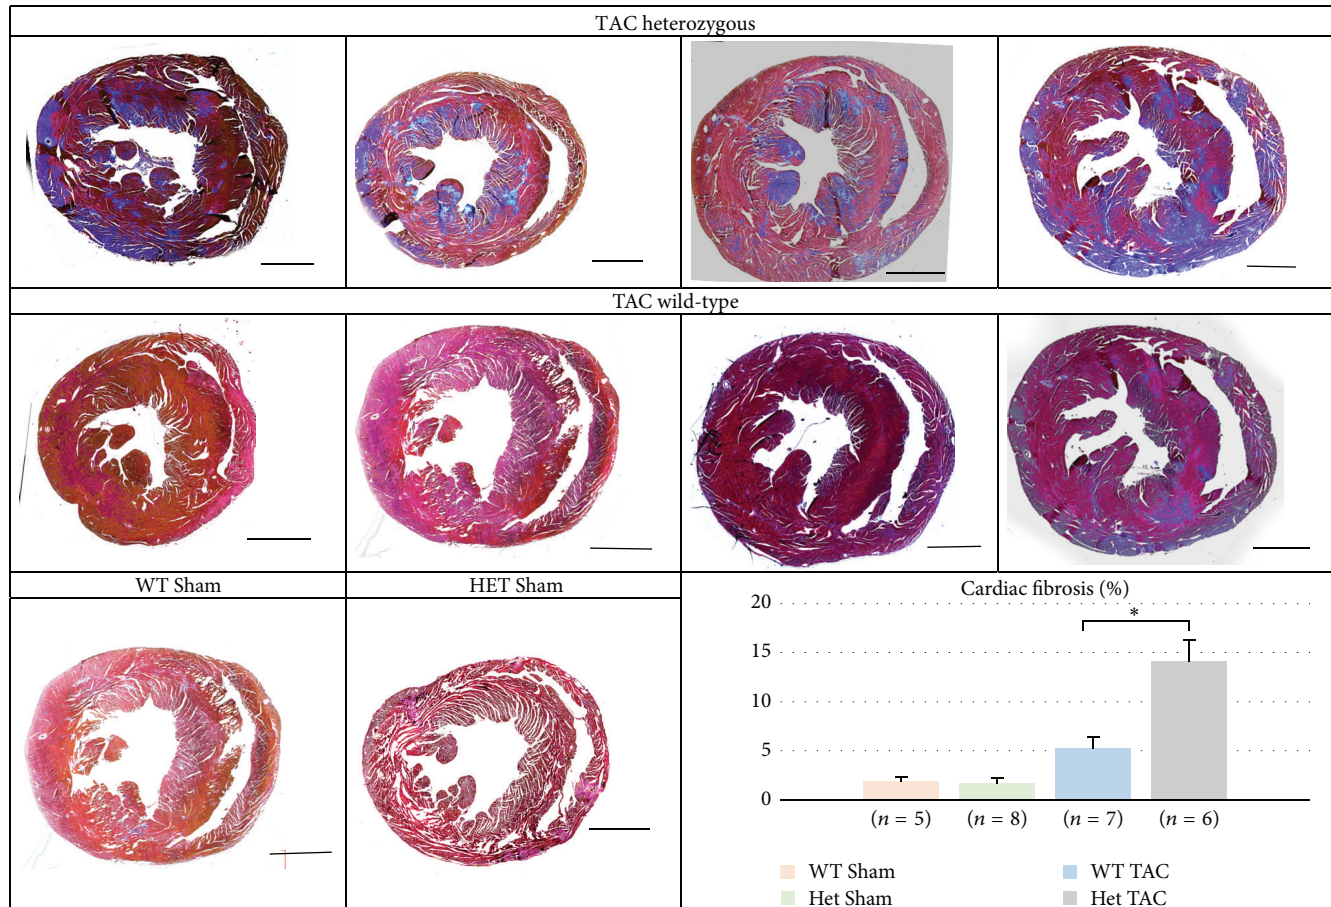 TAC heterozygous
TAC wild-type
WT Sham
HET Sham
Cardiac fibrosis (%)
20
*
15
10
5
0
(n = 5)
(n = 8)
(n = 7)
(n = 6)
WT Sham
WT TAC
Het Sham
Het TAC